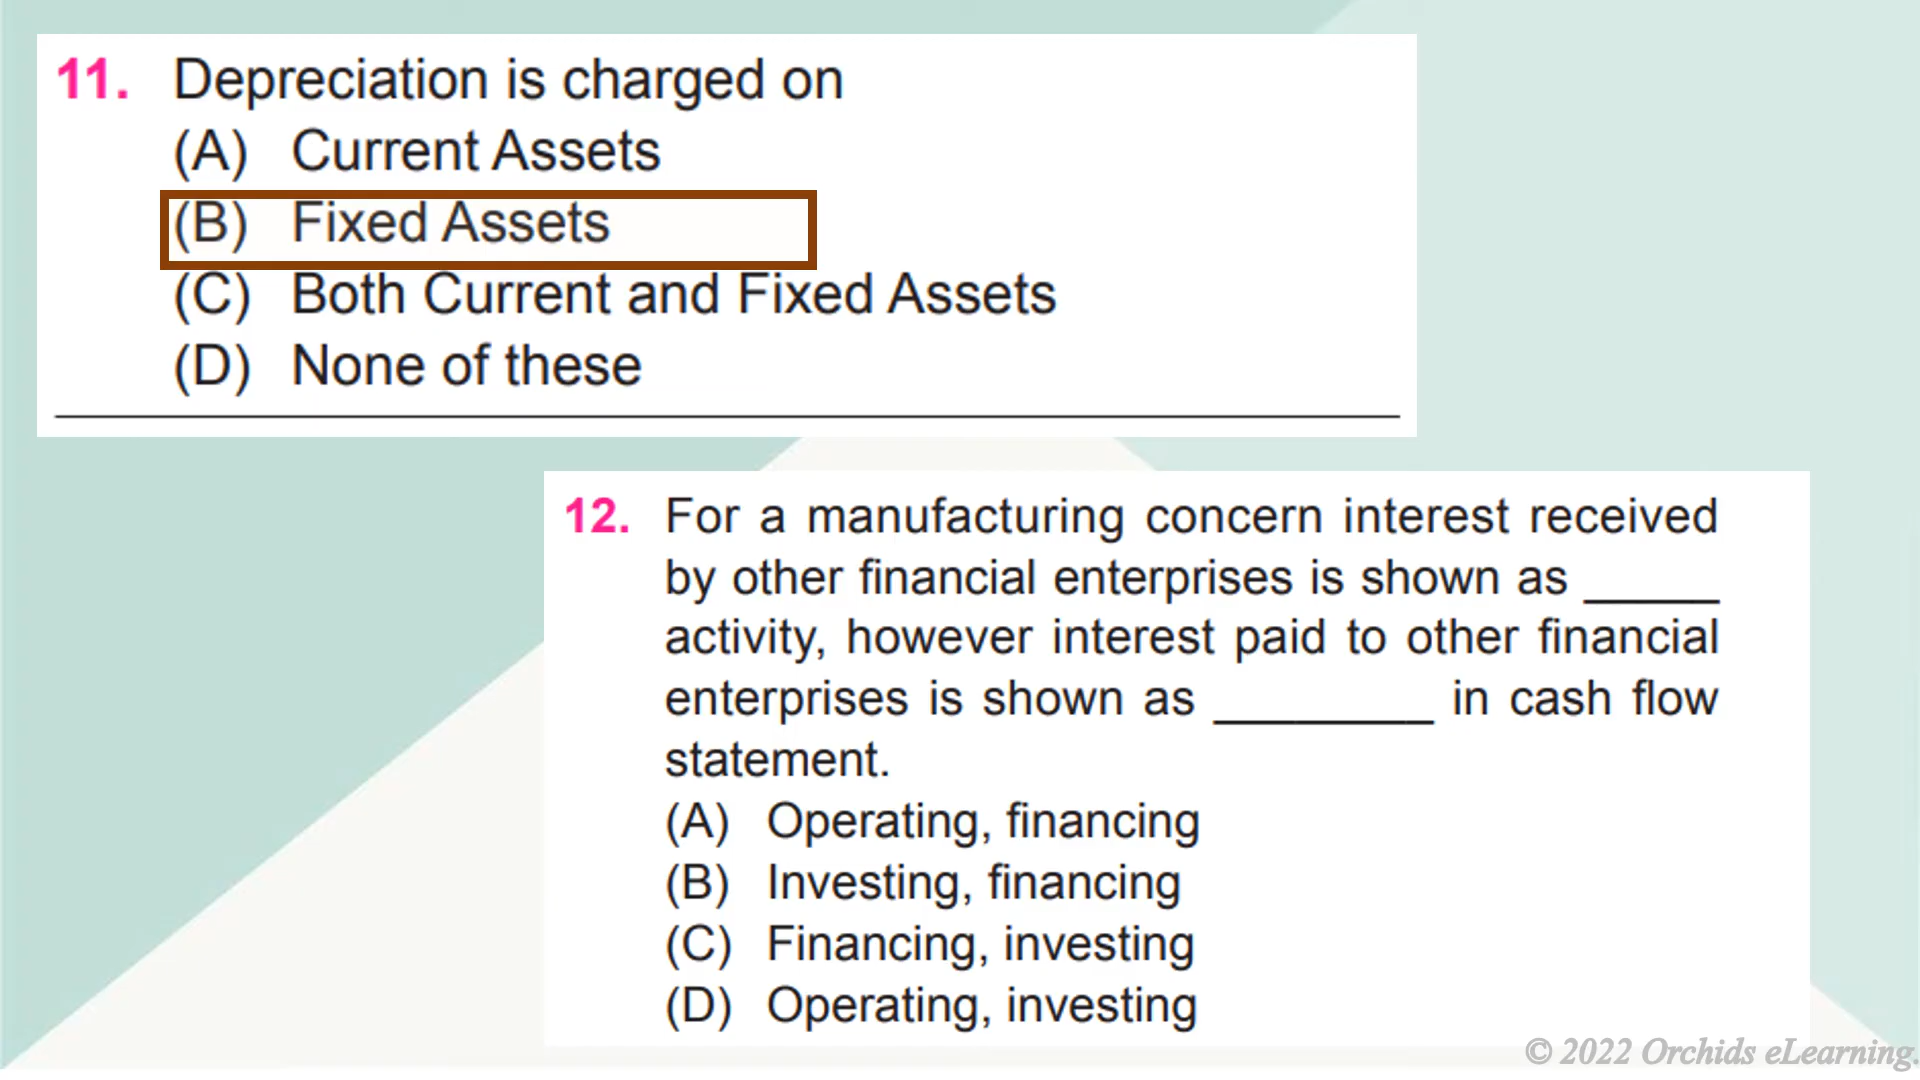 11. Depreciation is charged on
(A) Current Assets
(B) Fixed Assets
(C) Both Current and Fixed Assets
(D) None of these
12. For a manufacturing concern interest received
by other financial enterprises is shown as _____
activity, however interest paid to other financial
enterprises is shown as ________ in cash flow
statement.
(A) Operating, financing
(B) Investing, financing
(C) Financing, investing
(D) Operating, investing
© 2022 Orchids eLearning.